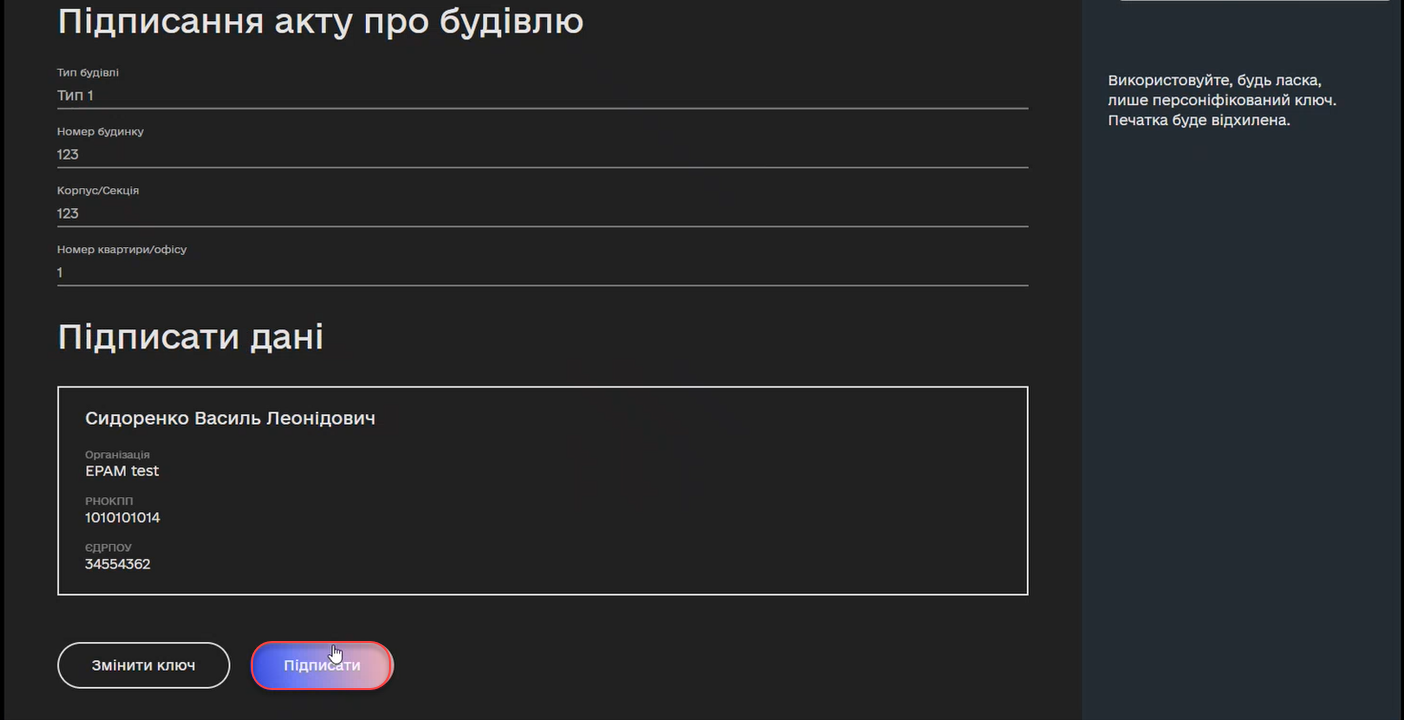 Підписання акту про будівлю
Тип будівлі
Тип 1
Номер будинку
123
Корпус/Секція
123
Номер квартири/офісу
1
Підписати дані
Сидоренко Василь Леонідович
Організація
EPAM test
РНОКПП
1010101014
ЄДРПОУ
34554362
Змінити ключ
Підписати
Використовуйте, будь ласка,
лише персоніфікований ключ.
Печатка буде відхилена.